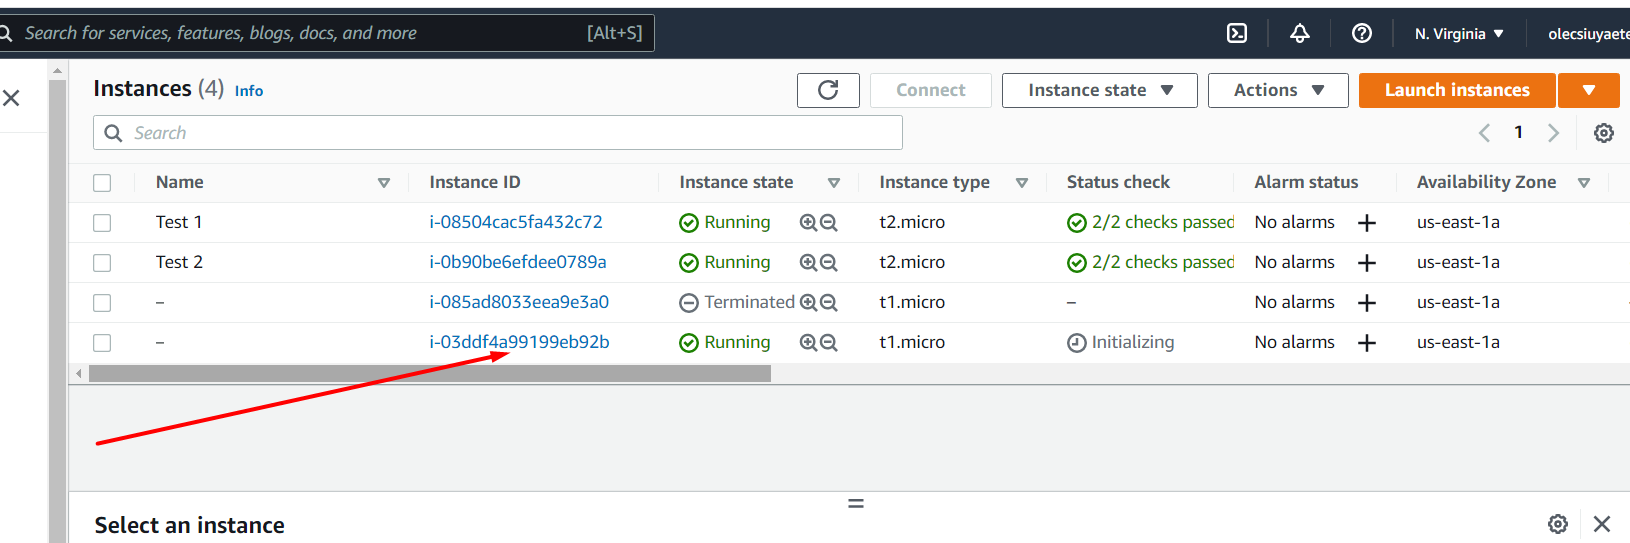 Search for services, features, blogs, docs, and more [Alt+S] N. Virginia olecsiuyaete
Instances (4) Info Connect Instance state Actions Launch instances
Search 1
Name Instance ID Instance state Instance type Status check Alarm status Availability Zone
Test 1 i-08504cac5fa432c72 Running t2.micro 2/2 checks passed No alarms + us-east-1a
Test 2 i-0b90be6efdee0789a Running t2.micro 2/2 checks passed No alarms + us-east-1a
– i-085ad8033eea9e3a0 Terminated t1.micro – No alarms + us-east-1a
– i-03ddf4a99199eb92b Running t1.micro Initializing No alarms + us-east-1a
Select an instance